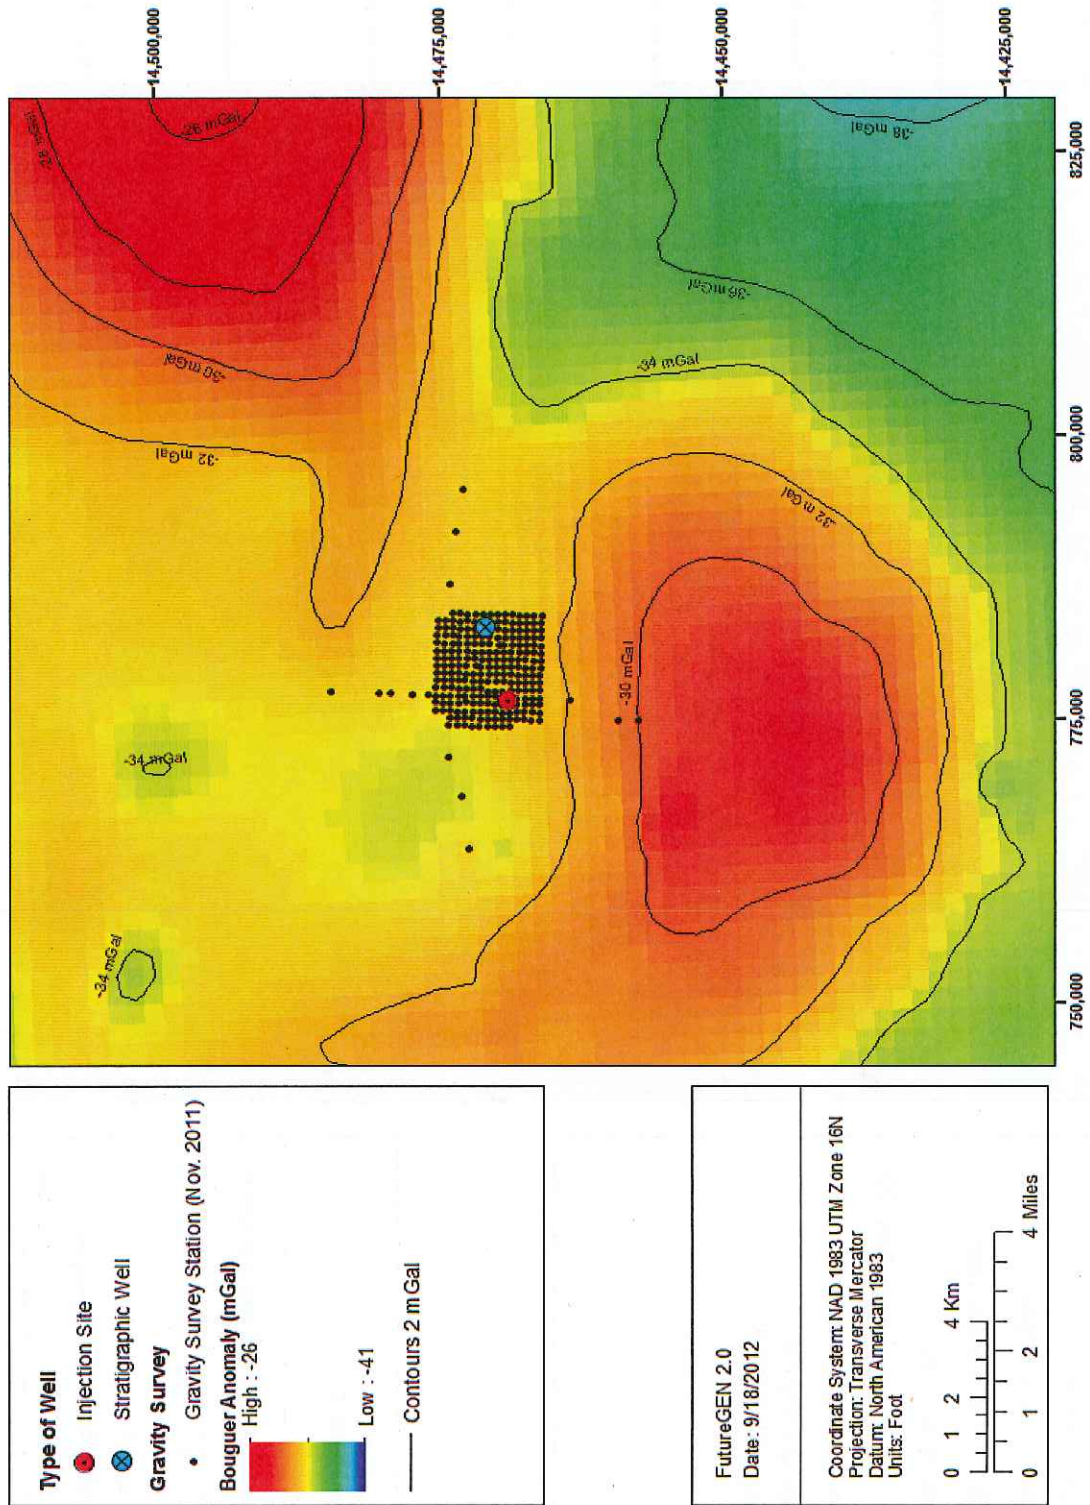 Type of Well
Injection Site
Stratigraphic Well
Gravity Survey
Gravity Survey Station (Nov. 2011)
Bouguer Anomaly (mGal)
High : -26
Low : -41
Contours 2 mGal
FutureGEN 2.0
Date: 9/18/2012
Coordinate System: NAD 1983 UTM Zone 16N
Projection: Transverse Mercator
Datum: North American 1983
Units: Foot
0 1 2 4 Km
0 1 2 4 Miles
-34 mGal
-34 mGal
-32 mGal
-30 mGal
-28 mGal
-26 mGal
-30 mGal
-32 mGal
-34 mGal
-36 mGal
-38 mGal
14,500,000
14,475,000
14,450,000
14,425,000
750,000
775,000
800,000
825,000